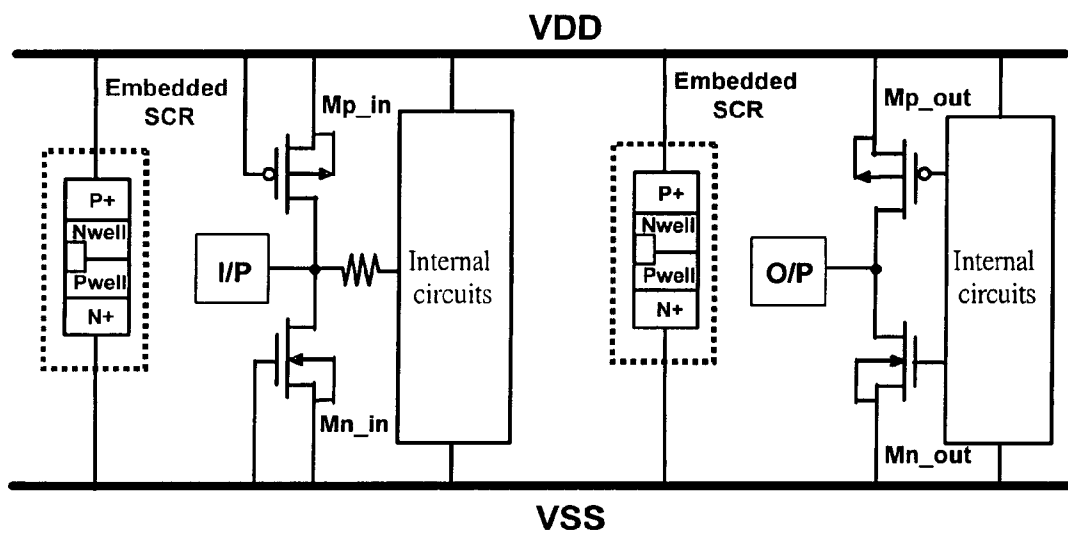 VDD
Embedded
SCR
Mp_in
P+
Nwell
Pwell
N+
I/P
Mn_in
Internal
circuits
Embedded
SCR
Mp_out
P+
Nwell
Pwell
N+
O/P
Mn_out
Internal
circuits
VSS